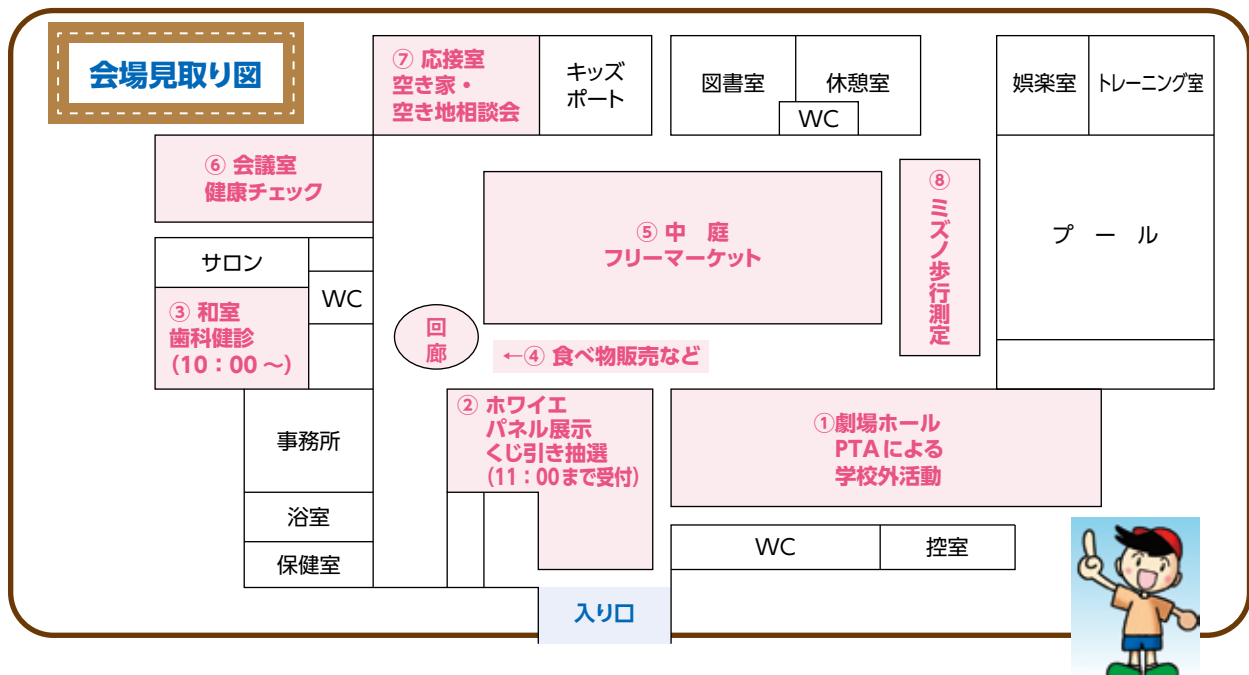 会場見取り図
⑦ 応接室
空き家・
空き地相談会
キッズ
ポート
図書室
休憩室
WC
娯楽室
トレーニング室
⑥ 会議室
健康チェック
⑤ 中　庭
フリーマーケット
⑧ミズノ歩行測定
プ　ー　ル
サロン
WC
③ 和室
歯科健診
(10：00～)
回
廊
←④ 食べ物販売など
② ホワイエ
パネル展示
くじ引き抽選
(11：00まで受付)
①劇場ホール
PTAによる
学校外活動
事務所
浴室
保健室
WC
控室
入り口